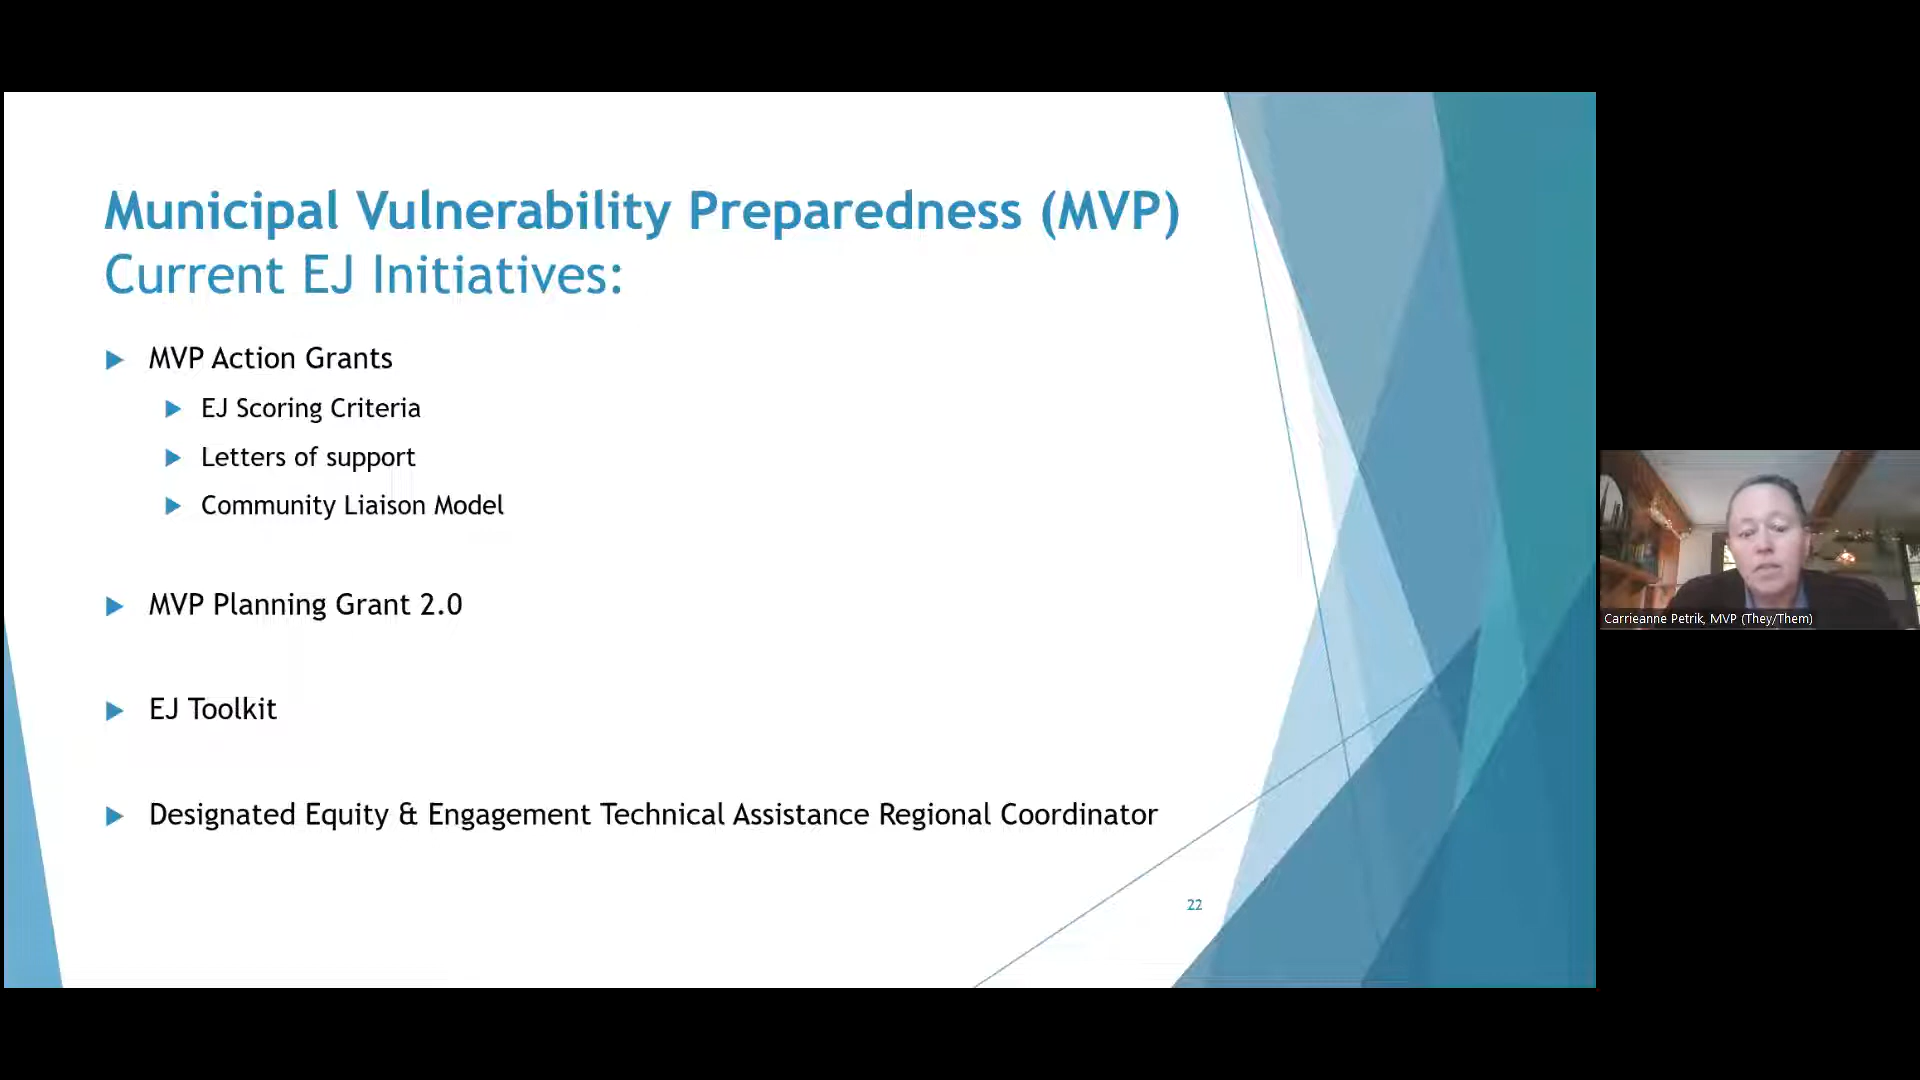 Municipal Vulnerability Preparedness (MVP)
Current EJ Initiatives:
MVP Action Grants
EJ Scoring Criteria
Letters of support
Community Liaison Model
MVP Planning Grant 2.0
EJ Toolkit
Designated Equity & Engagement Technical Assistance Regional Coordinator
22
Carrieanne Petrik, MVP (They/Them)